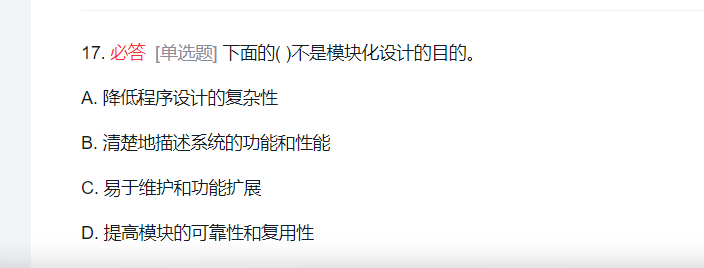 17. 必答 [单选题] 下面的( )不是模块化设计的目的。
A. 降低程序设计的复杂性
B. 清楚地描述系统的功能和性能
C. 易于维护和功能扩展
D. 提高模块的可靠性和复用性